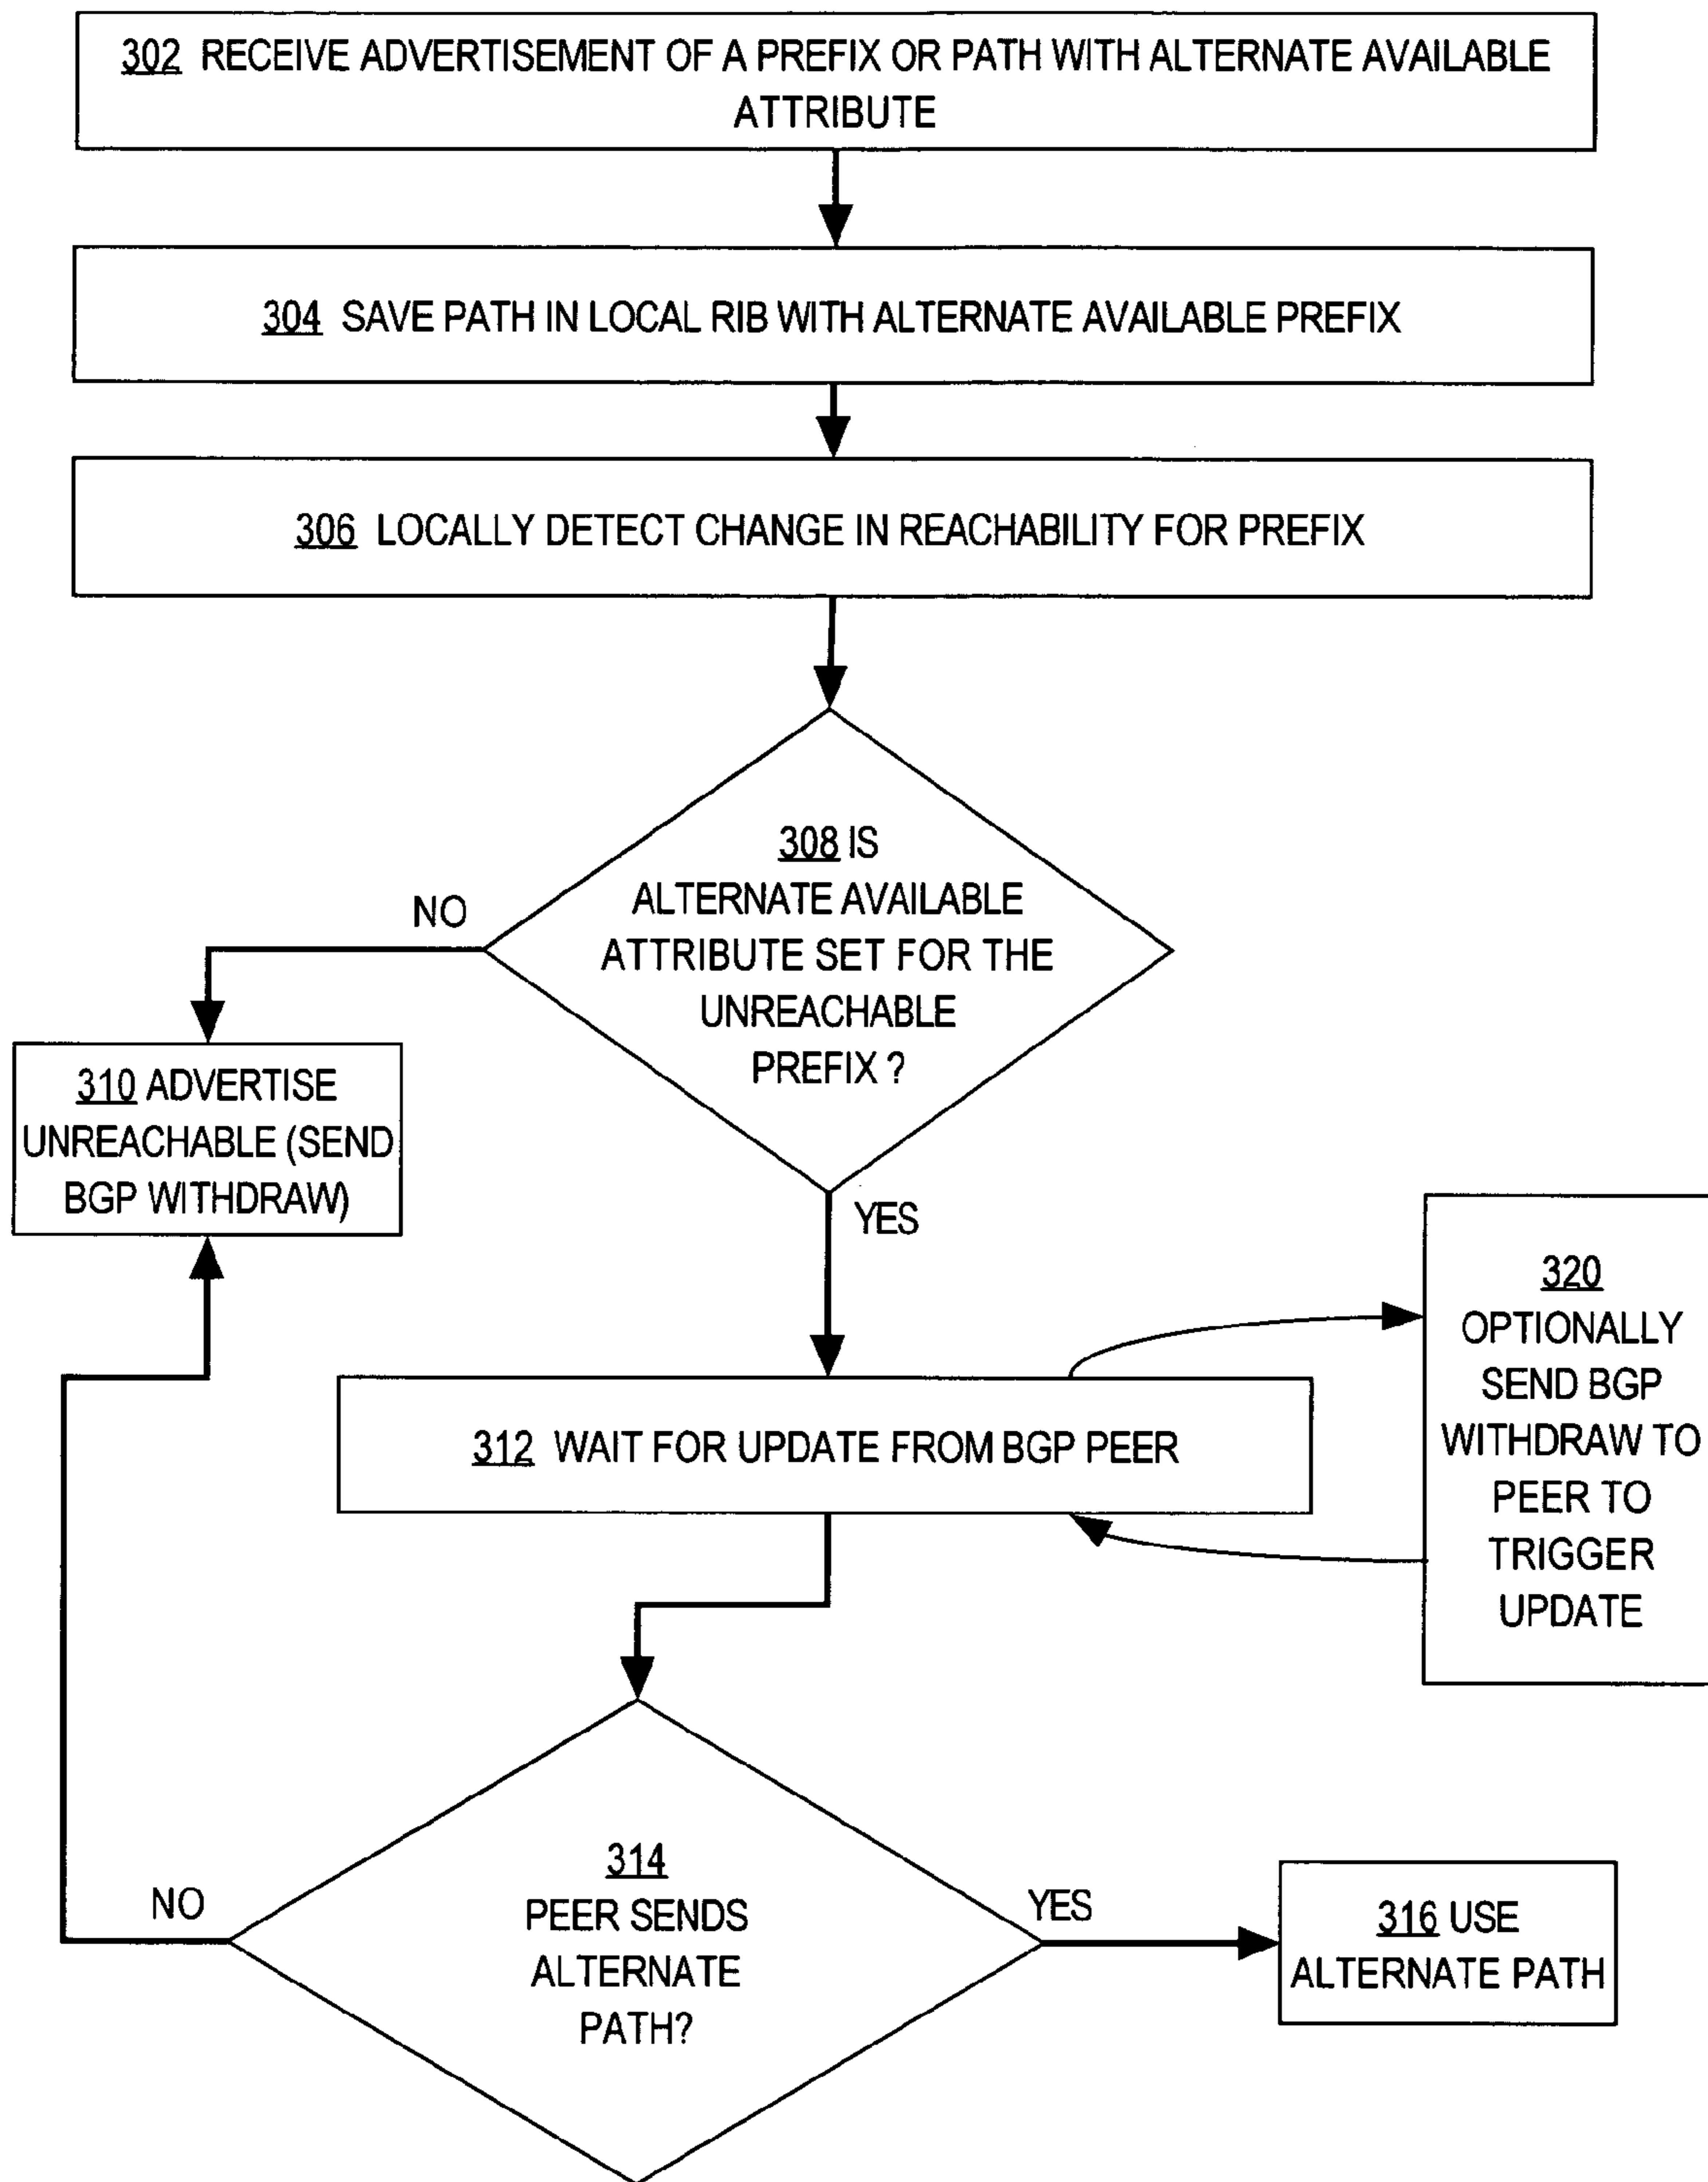 302 RECEIVE ADVERTISEMENT OF A PREFIX OR PATH WITH ALTERNATE AVAILABLE
ATTRIBUTE
304 SAVE PATH IN LOCAL RIB WITH ALTERNATE AVAILABLE PREFIX
306 LOCALLY DETECT CHANGE IN REACHABILITY FOR PREFIX
308 IS
ALTERNATE AVAILABLE
ATTRIBUTE SET FOR THE
UNREACHABLE
PREFIX ?
NO
310 ADVERTISE
UNREACHABLE (SEND
BGP WITHDRAW)
YES
312 WAIT FOR UPDATE FROM BGP PEER
320
OPTIONALLY
SEND BGP
WITHDRAW TO
PEER TO
TRIGGER
UPDATE
314
PEER SENDS
ALTERNATE
PATH?
NO
YES
316 USE
ALTERNATE PATH